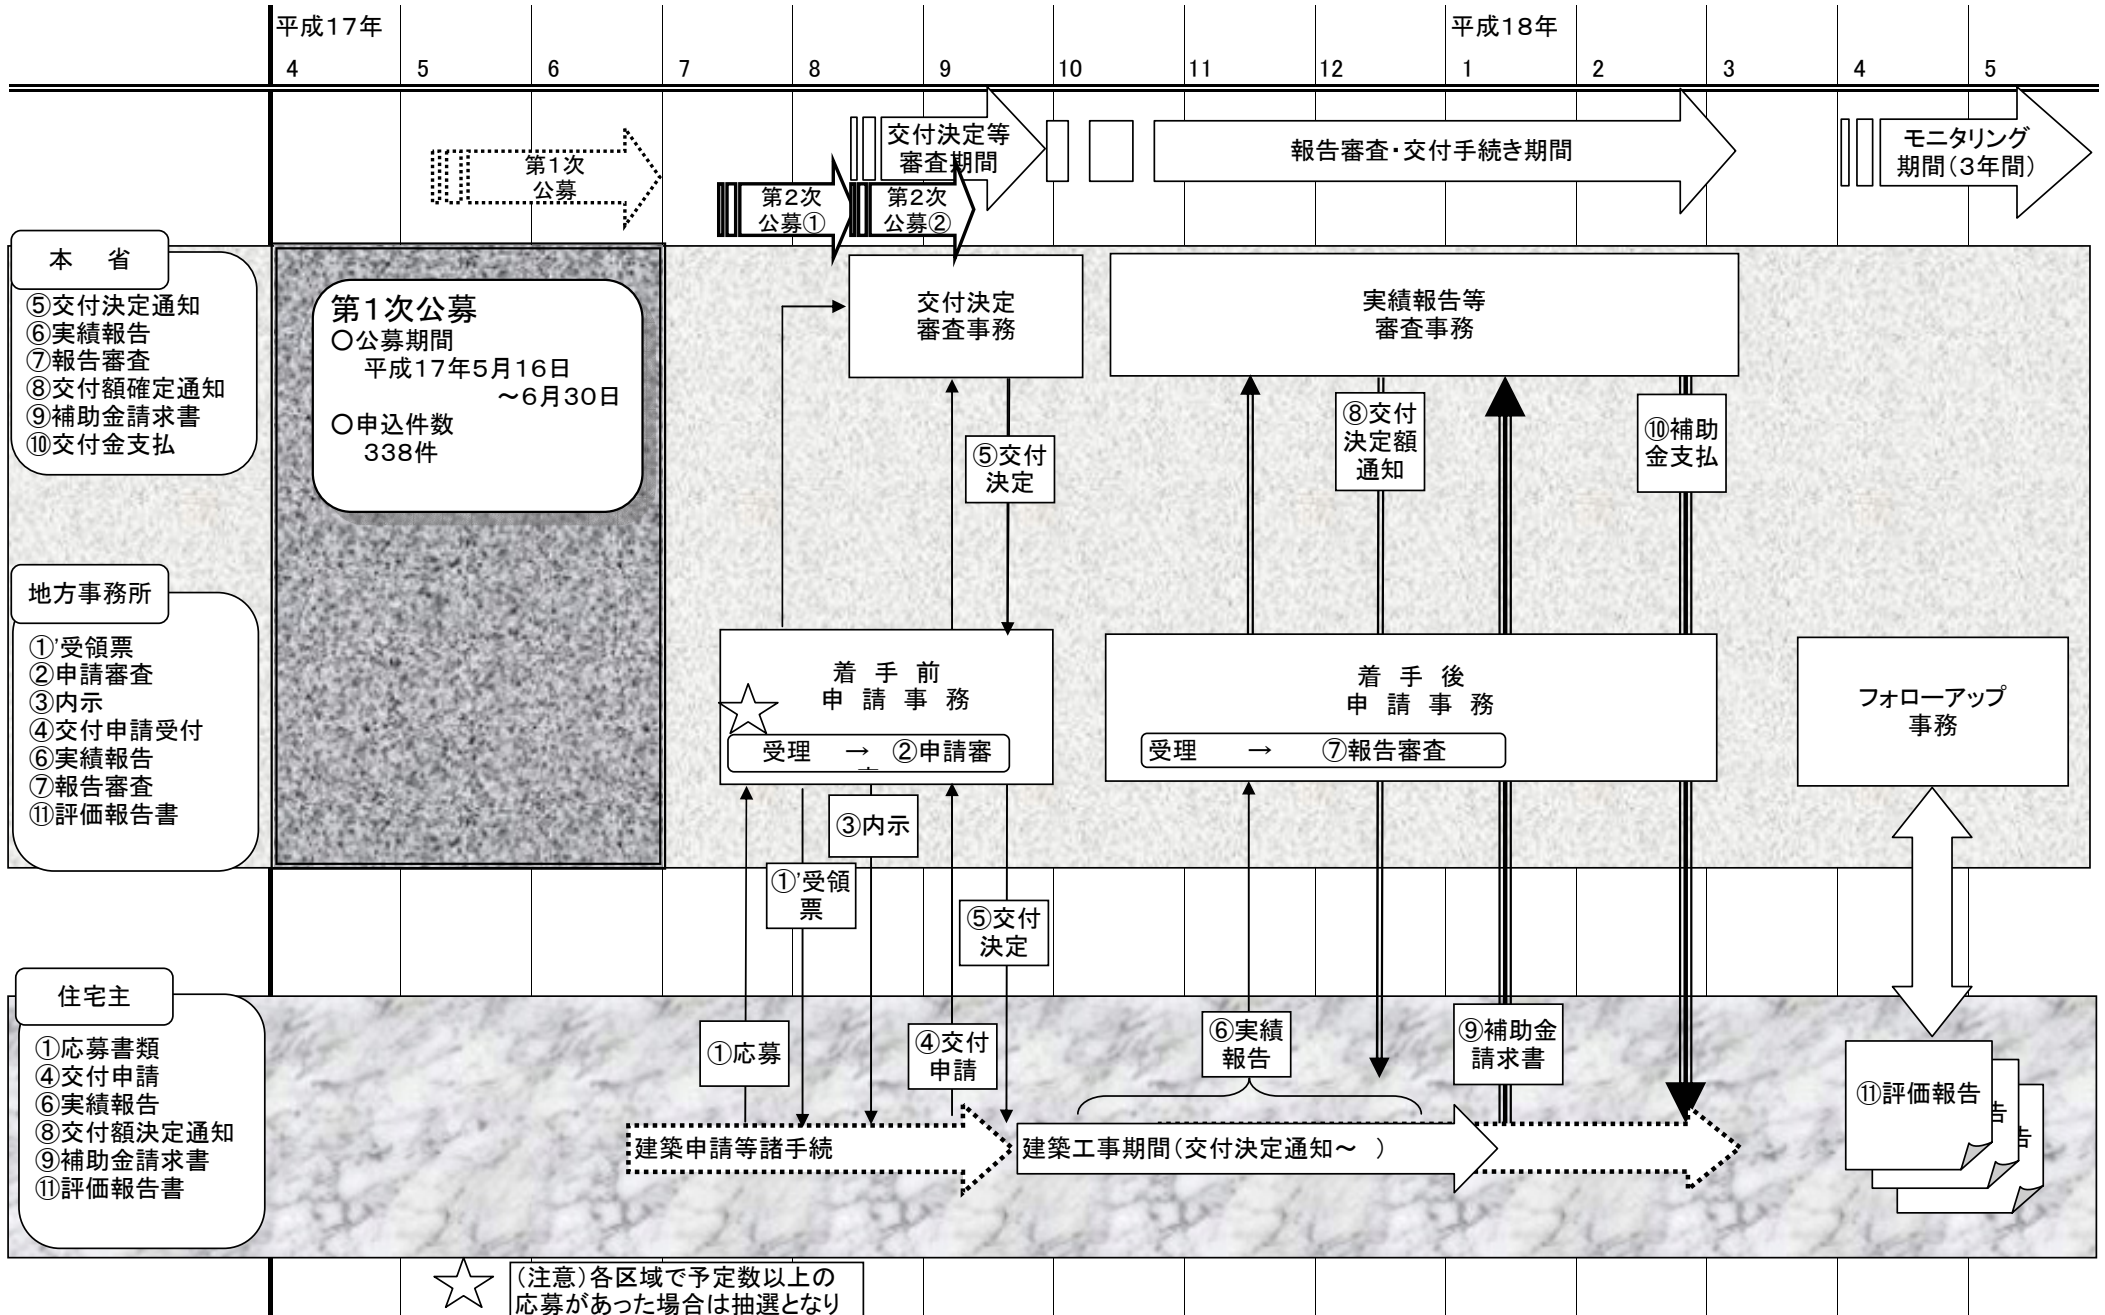 平成17年
平成18年
4 5 6 7 8 9 10 11 12 1 2 3 4 5
第1次
公募
第2次
公募①
第2次
公募②
交付決定等
審査期間
報告審査・交付手続き期間
モニタリング
期間(3年間)
本 省
⑤交付決定通知
⑥実績報告
⑦報告審査
⑧交付額確定通知
⑨補助金請求書
⑩交付金支払
第1次公募
○公募期間
平成17年5月16日
~6月30日
○申込件数
338件
交付決定
審査事務
実績報告等
審査事務
⑤交付
決定
⑧交付
決定額
通知
⑩補助
金支払
地方事務所
①'受領票
②申請審査
③内示
④交付申請受付
⑥実績報告
⑦報告審査
⑪評価報告書
着 手 前
申 請 事 務
受理 → ②申請審
着 手 後
申 請 事 務
受理 → ⑦報告審査
フォローアップ
事務
③内示
①'受領
票
⑤交付
決定
住宅主
①応募書類
④交付申請
⑥実績報告
⑧交付額決定通知
⑨補助金請求書
⑪評価報告書
①応募
④交付
申請
⑥実績
報告
⑨補助金
請求書
建築申請等諸手続
建築工事期間(交付決定通知~ )
⑪評価報告
告
告
(注意)各区域で予定数以上の
応募があった場合は抽選となり